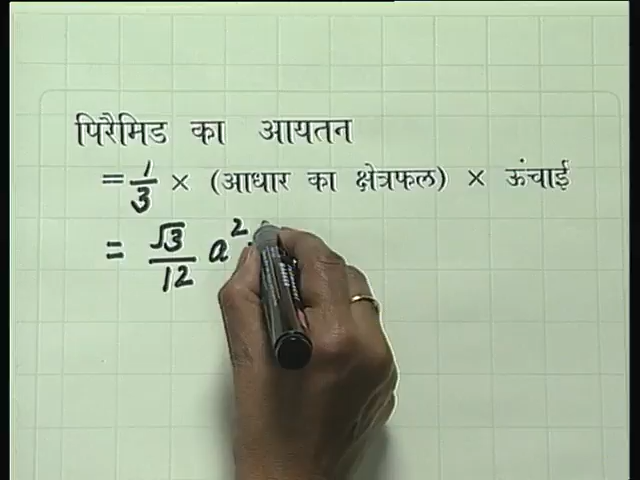 पिरैमिड का आयतन
= 1/3 × (आधार का क्षेत्रफल) × ऊंचाई
= √3/12 a²